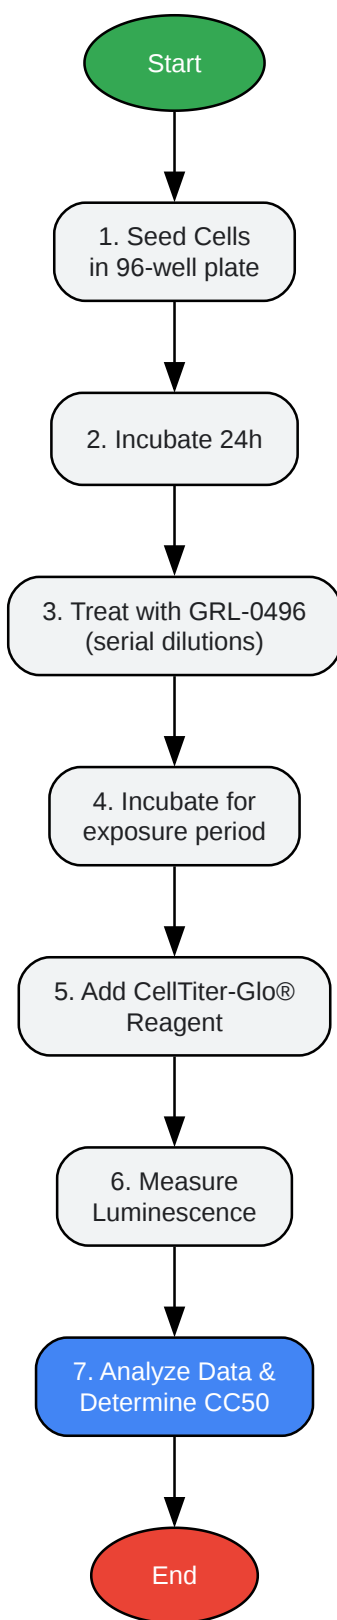 Start
1. Seed Cells
in 96-well plate
2. Incubate 24h
3. Treat with GRL-0496
(serial dilutions)
4. Incubate for
exposure period
5. Add CellTiter-Glo®
Reagent
6. Measure
Luminescence
7. Analyze Data &
Determine CC50
End